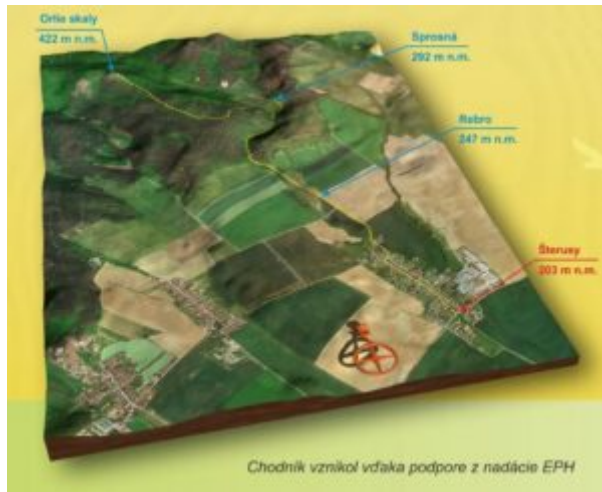 Orlie skaly
422 m n.m.
Sprosná
292 m n.m.
Rebro
247 m n.m.
Šterusy
203 m n.m.
Chodník vznikol vďaka podpore z nadácie EPH